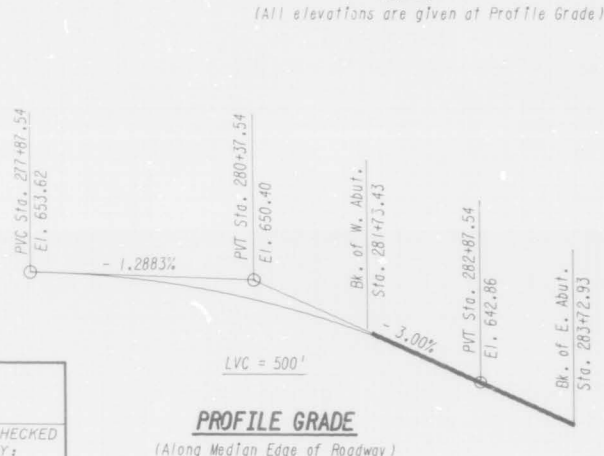 (All elevations are given at Profile Grade)
PVC Sta. 277+87.54
El. 653.62
PVT Sta. 280+37.54
El. 650.40
Bk. of W. Abut.
Sta. 281+73.43
PVT Sta. 282+87.54
El. 642.86
Bk. of E. Abut.
Sta. 283+72.93
- 1.2883%
- 3.00%
LVC = 500'
PROFILE GRADE
(Along Median Edge of Roadway)
HECKED
Y: